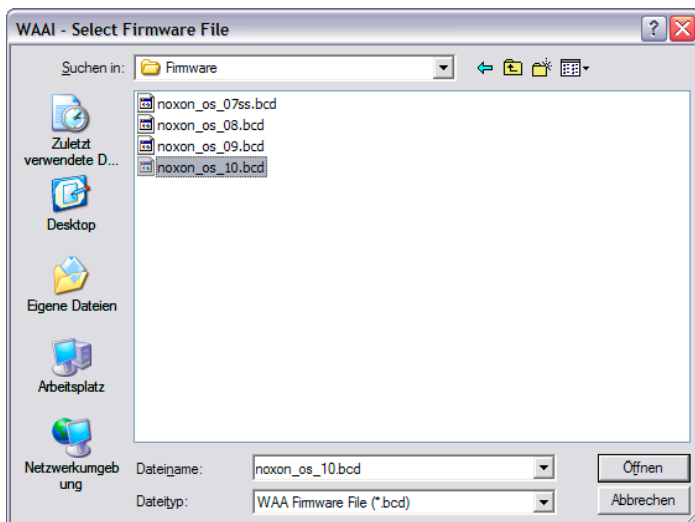 WAAI - Select Firmware File
Suchen in: Firmware
noxon_os_07ss.bcd
noxon_os_08.bcd
noxon_os_09.bcd
noxon_os_10.bcd
Zuletzt
verwendete D...
Desktop
Eigene Dateien
Arbeitsplatz
Netzwerkumgeb
ung
Dateiname: noxon_os_10.bcd Öffnen
Dateityp: WAA Firmware File (*.bcd) Abbrechen